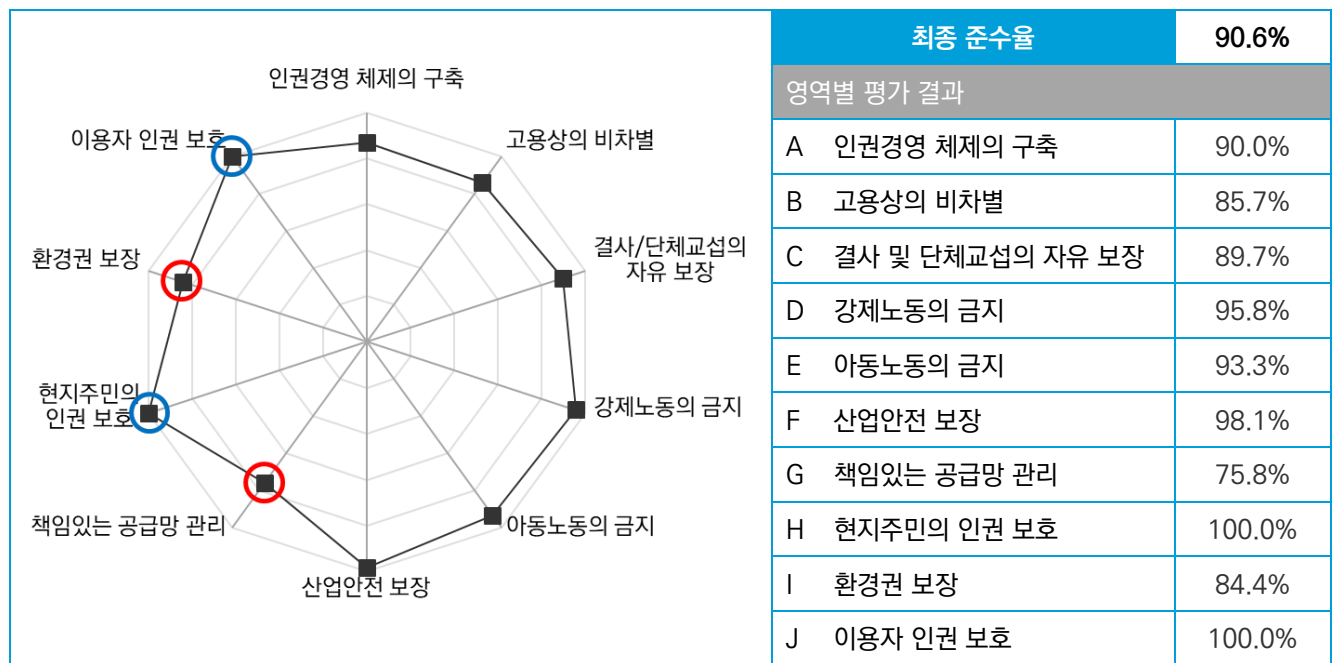 인권경영 체제의 구축
이용자 인권 보호
고용상의 비차별
환경권 보장
결사/단체교섭의
자유 보장
현지주민의
인권 보호
강제노동의 금지
책임있는 공급망 관리
아동노동의 금지
산업안전 보장
최종 준수율 90.6%
영역별 평가 결과
A 인권경영 체제의 구축 90.0%
B 고용상의 비차별 85.7%
C 결사 및 단체교섭의 자유 보장 89.7%
D 강제노동의 금지 95.8%
E 아동노동의 금지 93.3%
F 산업안전 보장 98.1%
G 책임있는 공급망 관리 75.8%
H 현지주민의 인권 보호 100.0%
I 환경권 보장 84.4%
J 이용자 인권 보호 100.0%